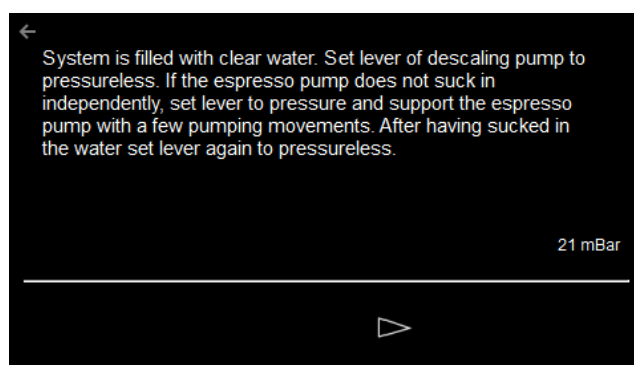 System is filled with clear water. Set lever of descaling pump to
pressureless. If the espresso pump does not suck in
independently, set lever to pressure and support the espresso
pump with a few pumping movements. After having sucked in
the water set lever again to pressureless.
21 mBar